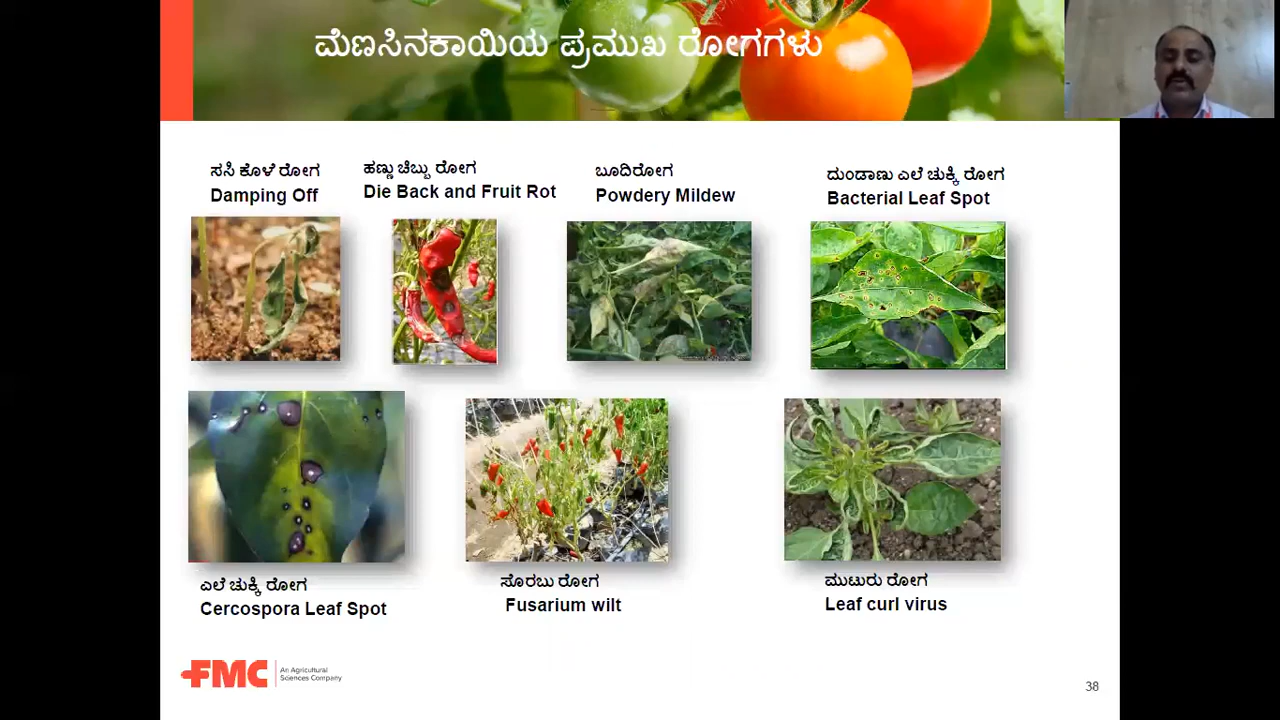 ಮೆಣಸಿನಕಾಯಿಯ ಪ್ರಮುಖ ರೋಗಗಳು
ಸಸಿ ಕೊಳೆ ರೋಗ
Damping Off
ಹಣ್ಣು ಚಿಬ್ಬು ರೋಗ
Die Back and Fruit Rot
ಬೂದಿರೋಗ
Powdery Mildew
ದುಂಡಾಣು ಎಲೆ ಚುಕ್ಕಿ ರೋಗ
Bacterial Leaf Spot
ಎಲೆ ಚುಕ್ಕಿ ರೋಗ
Cercospora Leaf Spot
ಸೊರಬು ರೋಗ
Fusarium wilt
ಮುಟುರು ರೋಗ
Leaf curl virus
FMC
An Agricultural
Sciences Company
38